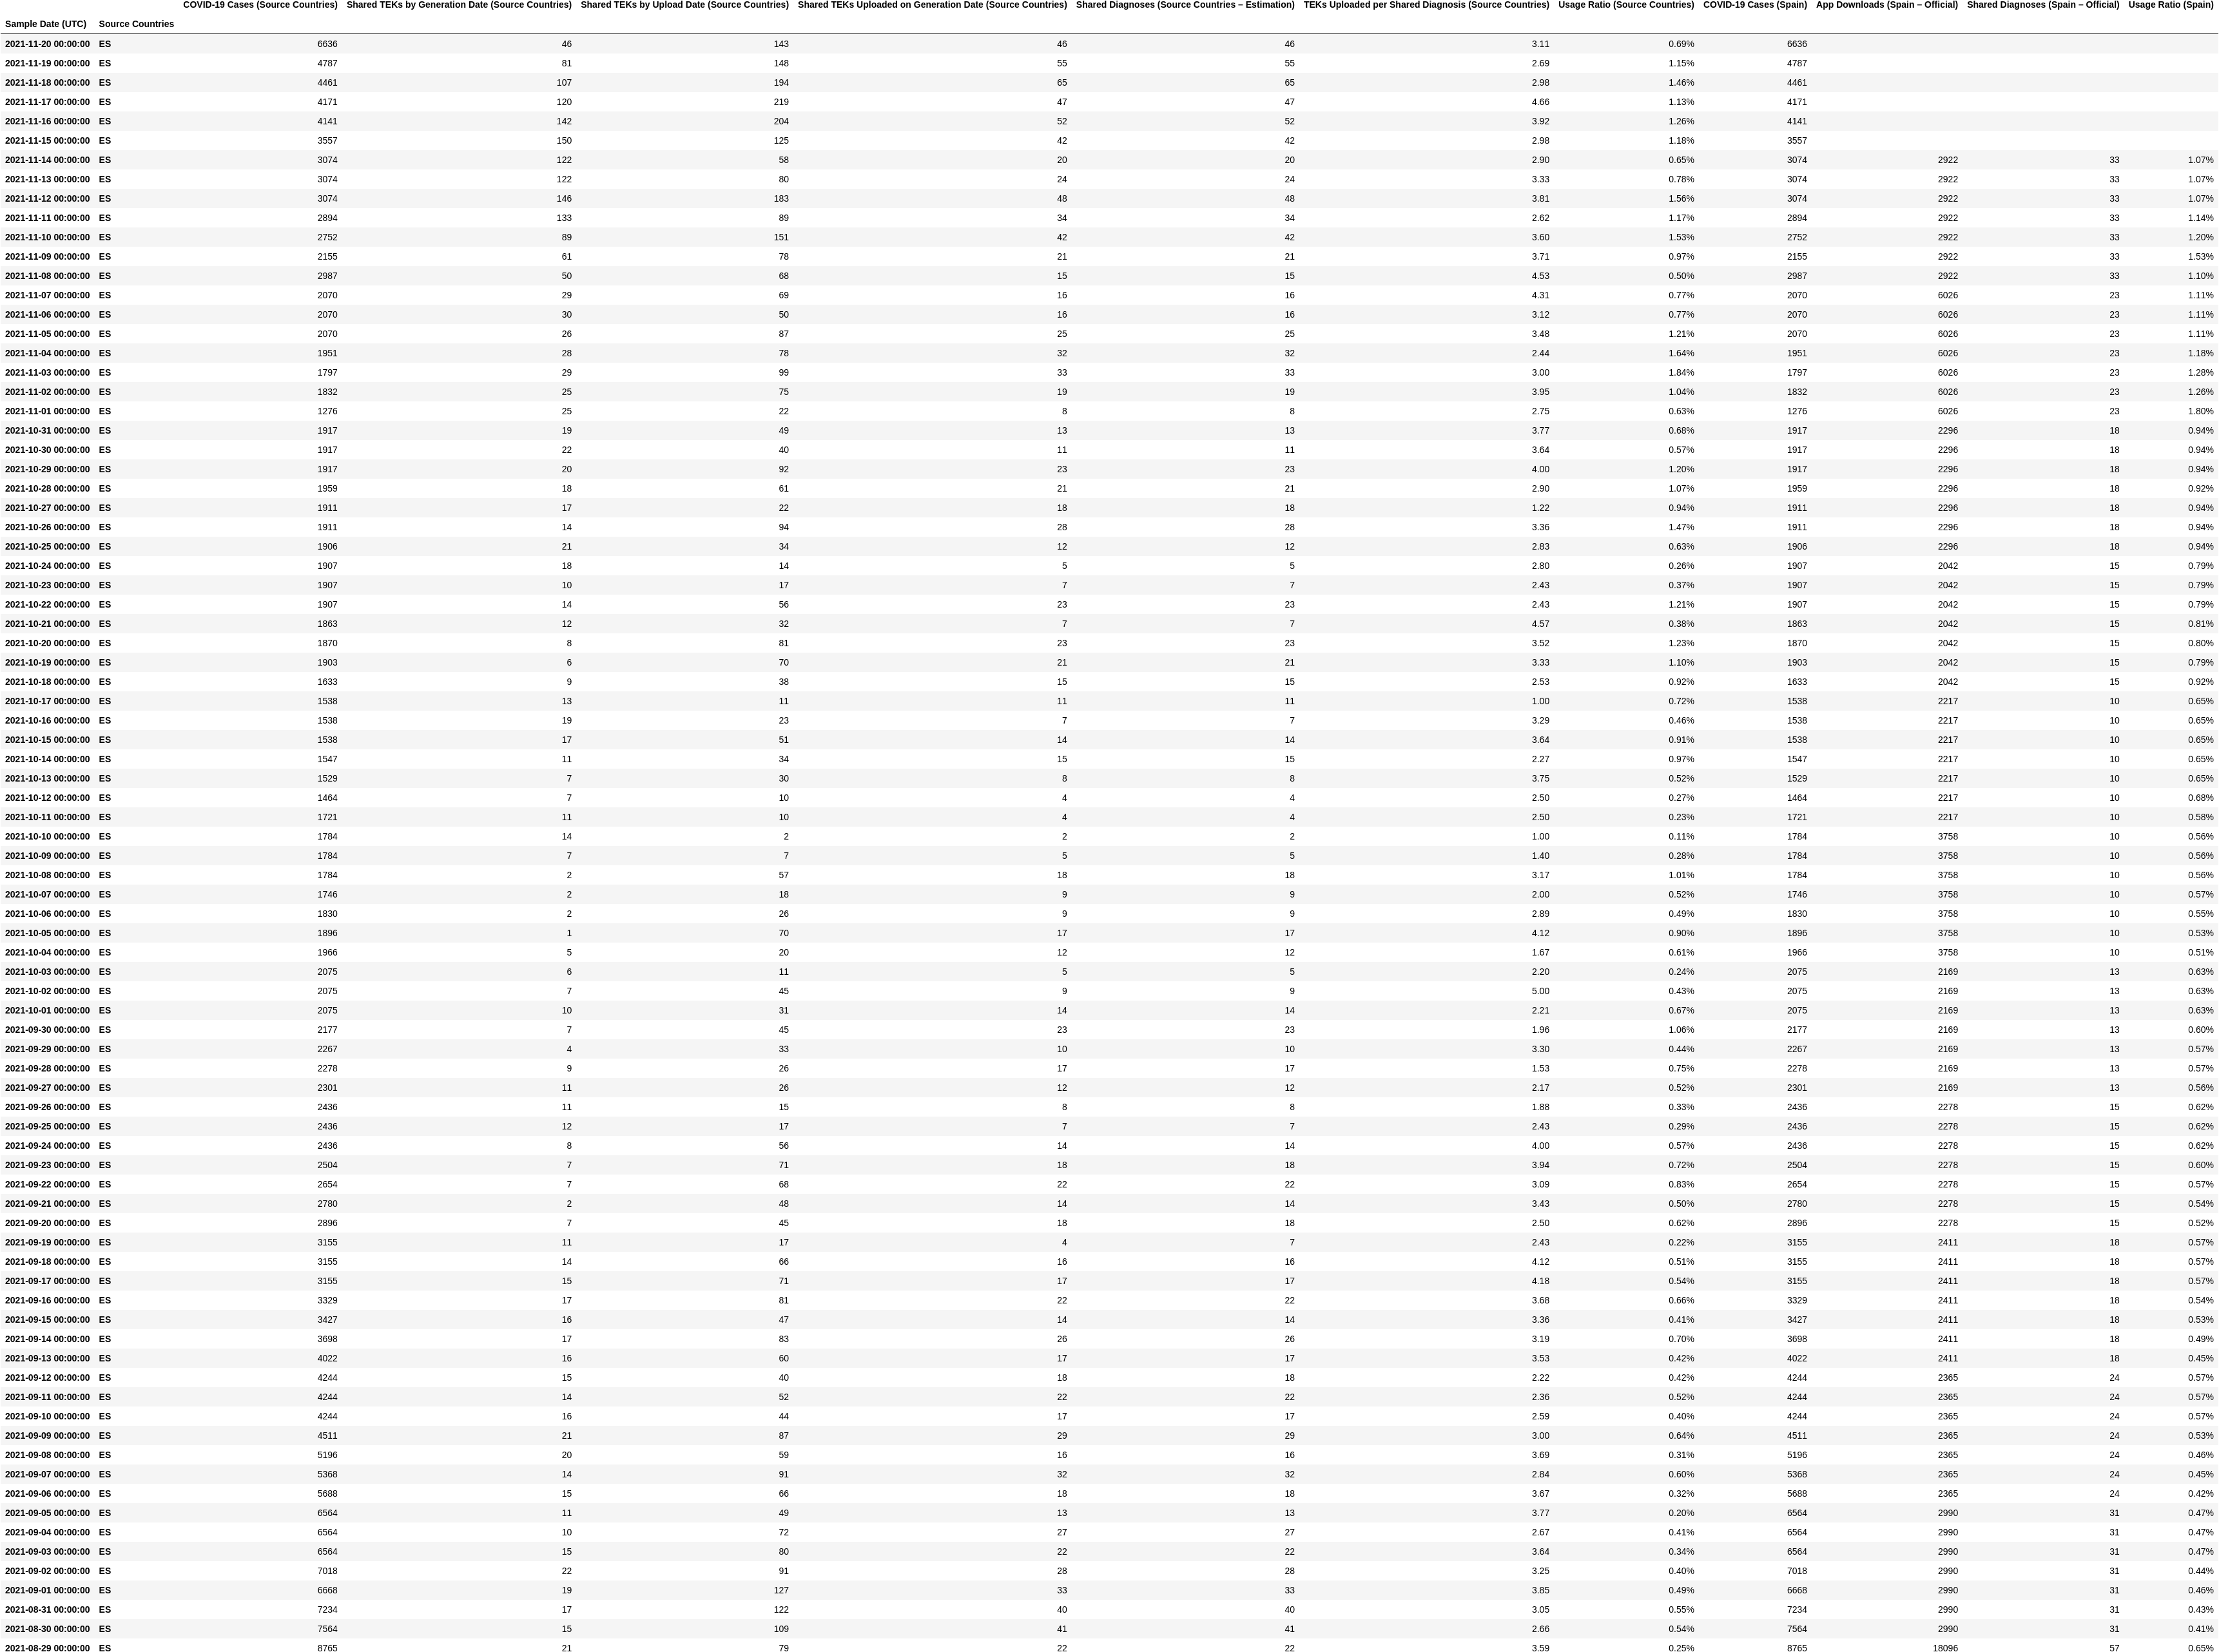 COVID-19 Cases (Source Countries) Shared TEKs by Generation Date (Source Countries) Shared TEKs by Upload Date (Source Countries) Shared TEKs Uploaded on Generation Date (Source Countries) Shared Diagnoses (Source Countries – Estimation) TEKs Uploaded per Shared Diagnosis (Source Countries) Usage Ratio (Source Countries) COVID-19 Cases (Spain) App Downloads (Spain – Official) Shared Diagnoses (Spain – Official) Usage Ratio (Spain)
Sample Date (UTC) Source Countries
2021-11-20 00:00:00 ES 6636 46 143 46 46 3.11 0.69% 6636
2021-11-19 00:00:00 ES 4787 81 148 55 55 2.69 1.15% 4787
2021-11-18 00:00:00 ES 4461 107 194 65 65 2.98 1.46% 4461
2021-11-17 00:00:00 ES 4171 120 219 47 47 4.66 1.13% 4171
2021-11-16 00:00:00 ES 4141 142 204 52 52 3.92 1.26% 4141
2021-11-15 00:00:00 ES 3557 150 125 42 42 2.98 1.18% 3557
2021-11-14 00:00:00 ES 3074 122 58 20 20 2.90 0.65% 3074 2922 33 1.07%
2021-11-13 00:00:00 ES 3074 122 80 24 24 3.33 0.78% 3074 2922 33 1.07%
2021-11-12 00:00:00 ES 3074 146 183 48 48 3.81 1.56% 3074 2922 33 1.07%
2021-11-11 00:00:00 ES 2894 133 89 34 34 2.62 1.17% 2894 2922 33 1.14%
2021-11-10 00:00:00 ES 2752 89 151 42 42 3.60 1.53% 2752 2922 33 1.20%
2021-11-09 00:00:00 ES 2155 61 78 21 21 3.71 0.97% 2155 2922 33 1.53%
2021-11-08 00:00:00 ES 2987 50 68 15 15 4.53 0.50% 2987 2922 33 1.10%
2021-11-07 00:00:00 ES 2070 29 69 16 16 4.31 0.77% 2070 6026 23 1.11%
2021-11-06 00:00:00 ES 2070 30 50 16 16 3.12 0.77% 2070 6026 23 1.11%
2021-11-05 00:00:00 ES 2070 26 87 25 25 3.48 1.21% 2070 6026 23 1.11%
2021-11-04 00:00:00 ES 1951 28 78 32 32 2.44 1.64% 1951 6026 23 1.18%
2021-11-03 00:00:00 ES 1797 29 99 33 33 3.00 1.84% 1797 6026 23 1.28%
2021-11-02 00:00:00 ES 1832 25 75 19 19 3.95 1.04% 1832 6026 23 1.26%
2021-11-01 00:00:00 ES 1276 25 22 8 8 2.75 0.63% 1276 6026 23 1.80%
2021-10-31 00:00:00 ES 1917 19 49 13 13 3.77 0.68% 1917 2296 18 0.94%
2021-10-30 00:00:00 ES 1917 22 40 11 11 3.64 0.57% 1917 2296 18 0.94%
2021-10-29 00:00:00 ES 1917 20 92 23 23 4.00 1.20% 1917 2296 18 0.94%
2021-10-28 00:00:00 ES 1959 18 61 21 21 2.90 1.07% 1959 2296 18 0.92%
2021-10-27 00:00:00 ES 1911 17 22 18 18 1.22 0.94% 1911 2296 18 0.94%
2021-10-26 00:00:00 ES 1911 14 94 28 28 3.36 1.47% 1911 2296 18 0.94%
2021-10-25 00:00:00 ES 1906 21 34 12 12 2.83 0.63% 1906 2296 18 0.94%
2021-10-24 00:00:00 ES 1907 18 14 5 5 2.80 0.26% 1907 2042 15 0.79%
2021-10-23 00:00:00 ES 1907 10 17 7 7 2.43 0.37% 1907 2042 15 0.79%
2021-10-22 00:00:00 ES 1907 14 56 23 23 2.43 1.21% 1907 2042 15 0.79%
2021-10-21 00:00:00 ES 1863 12 32 7 7 4.57 0.38% 1863 2042 15 0.81%
2021-10-20 00:00:00 ES 1870 8 81 23 23 3.52 1.23% 1870 2042 15 0.80%
2021-10-19 00:00:00 ES 1903 6 70 21 21 3.33 1.10% 1903 2042 15 0.79%
2021-10-18 00:00:00 ES 1633 9 38 15 15 2.53 0.92% 1633 2042 15 0.92%
2021-10-17 00:00:00 ES 1538 13 11 11 11 1.00 0.72% 1538 2217 10 0.65%
2021-10-16 00:00:00 ES 1538 19 23 7 7 3.29 0.46% 1538 2217 10 0.65%
2021-10-15 00:00:00 ES 1538 17 51 14 14 3.64 0.91% 1538 2217 10 0.65%
2021-10-14 00:00:00 ES 1547 11 34 15 15 2.27 0.97% 1547 2217 10 0.65%
2021-10-13 00:00:00 ES 1529 7 30 8 8 3.75 0.52% 1529 2217 10 0.65%
2021-10-12 00:00:00 ES 1464 7 10 4 4 2.50 0.27% 1464 2217 10 0.68%
2021-10-11 00:00:00 ES 1721 11 10 4 4 2.50 0.23% 1721 2217 10 0.58%
2021-10-10 00:00:00 ES 1784 14 2 2 2 1.00 0.11% 1784 3758 10 0.56%
2021-10-09 00:00:00 ES 1784 7 7 5 5 1.40 0.28% 1784 3758 10 0.56%
2021-10-08 00:00:00 ES 1784 2 57 18 18 3.17 1.01% 1784 3758 10 0.56%
2021-10-07 00:00:00 ES 1746 2 18 9 9 2.00 0.52% 1746 3758 10 0.57%
2021-10-06 00:00:00 ES 1830 2 26 9 9 2.89 0.49% 1830 3758 10 0.55%
2021-10-05 00:00:00 ES 1896 1 70 17 17 4.12 0.90% 1896 3758 10 0.53%
2021-10-04 00:00:00 ES 1966 5 20 12 12 1.67 0.61% 1966 3758 10 0.51%
2021-10-03 00:00:00 ES 2075 6 11 5 5 2.20 0.24% 2075 2169 13 0.63%
2021-10-02 00:00:00 ES 2075 7 45 9 9 5.00 0.43% 2075 2169 13 0.63%
2021-10-01 00:00:00 ES 2075 10 31 14 14 2.21 0.67% 2075 2169 13 0.63%
2021-09-30 00:00:00 ES 2177 7 45 23 23 1.96 1.06% 2177 2169 13 0.60%
2021-09-29 00:00:00 ES 2267 4 33 10 10 3.30 0.44% 2267 2169 13 0.57%
2021-09-28 00:00:00 ES 2278 9 26 17 17 1.53 0.75% 2278 2169 13 0.57%
2021-09-27 00:00:00 ES 2301 11 26 12 12 2.17 0.52% 2301 2169 13 0.56%
2021-09-26 00:00:00 ES 2436 11 15 8 8 1.88 0.33% 2436 2278 15 0.62%
2021-09-25 00:00:00 ES 2436 12 17 7 7 2.43 0.29% 2436 2278 15 0.62%
2021-09-24 00:00:00 ES 2436 8 56 14 14 4.00 0.57% 2436 2278 15 0.62%
2021-09-23 00:00:00 ES 2504 7 71 18 18 3.94 0.72% 2504 2278 15 0.60%
2021-09-22 00:00:00 ES 2654 7 68 22 22 3.09 0.83% 2654 2278 15 0.57%
2021-09-21 00:00:00 ES 2780 2 48 14 14 3.43 0.50% 2780 2278 15 0.54%
2021-09-20 00:00:00 ES 2896 7 45 18 18 2.50 0.62% 2896 2278 15 0.52%
2021-09-19 00:00:00 ES 3155 11 17 4 7 2.43 0.22% 3155 2411 18 0.57%
2021-09-18 00:00:00 ES 3155 14 66 16 16 4.12 0.51% 3155 2411 18 0.57%
2021-09-17 00:00:00 ES 3155 15 71 17 17 4.18 0.54% 3155 2411 18 0.57%
2021-09-16 00:00:00 ES 3329 17 81 22 22 3.68 0.66% 3329 2411 18 0.54%
2021-09-15 00:00:00 ES 3427 16 47 14 14 3.36 0.41% 3427 2411 18 0.53%
2021-09-14 00:00:00 ES 3698 17 83 26 26 3.19 0.70% 3698 2411 18 0.49%
2021-09-13 00:00:00 ES 4022 16 60 17 17 3.53 0.42% 4022 2411 18 0.45%
2021-09-12 00:00:00 ES 4244 15 40 18 18 2.22 0.42% 4244 2365 24 0.57%
2021-09-11 00:00:00 ES 4244 14 52 22 22 2.36 0.52% 4244 2365 24 0.57%
2021-09-10 00:00:00 ES 4244 16 44 17 17 2.59 0.40% 4244 2365 24 0.57%
2021-09-09 00:00:00 ES 4511 21 87 29 29 3.00 0.64% 4511 2365 24 0.53%
2021-09-08 00:00:00 ES 5196 20 59 16 16 3.69 0.31% 5196 2365 24 0.46%
2021-09-07 00:00:00 ES 5368 14 91 32 32 2.84 0.60% 5368 2365 24 0.45%
2021-09-06 00:00:00 ES 5688 15 66 18 18 3.67 0.32% 5688 2365 24 0.42%
2021-09-05 00:00:00 ES 6564 11 49 13 13 3.77 0.20% 6564 2990 31 0.47%
2021-09-04 00:00:00 ES 6564 10 72 27 27 2.67 0.41% 6564 2990 31 0.47%
2021-09-03 00:00:00 ES 6564 15 80 22 22 3.64 0.34% 6564 2990 31 0.47%
2021-09-02 00:00:00 ES 7018 22 91 28 28 3.25 0.40% 7018 2990 31 0.44%
2021-09-01 00:00:00 ES 6668 19 127 33 33 3.85 0.49% 6668 2990 31 0.46%
2021-08-31 00:00:00 ES 7234 17 122 40 40 3.05 0.55% 7234 2990 31 0.43%
2021-08-30 00:00:00 ES 7564 15 109 41 41 2.66 0.54% 7564 2990 31 0.41%
2021-08-29 00:00:00 ES 8765 21 79 22 22 3.59 0.25% 8765 18096 57 0.65%